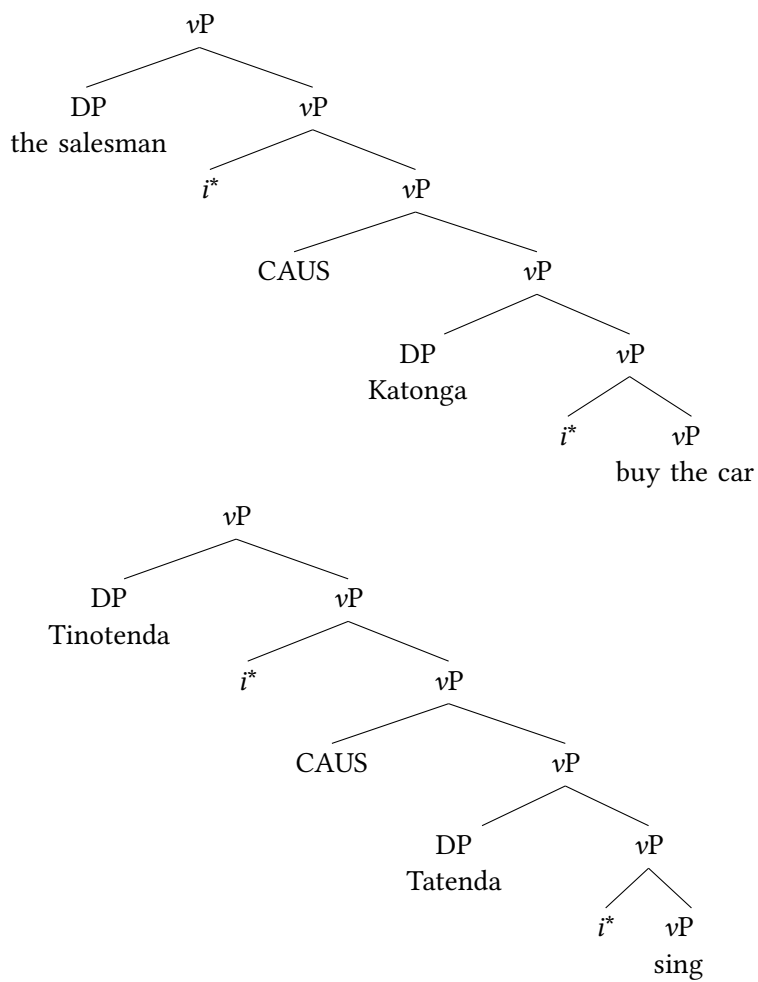 vP
DP vP
the salesman
i* vP
CAUS vP
DP vP
Katonga
i* vP
buy the car
vP
DP vP
Tinotenda
i* vP
CAUS vP
DP vP
Tatenda
i* vP
sing